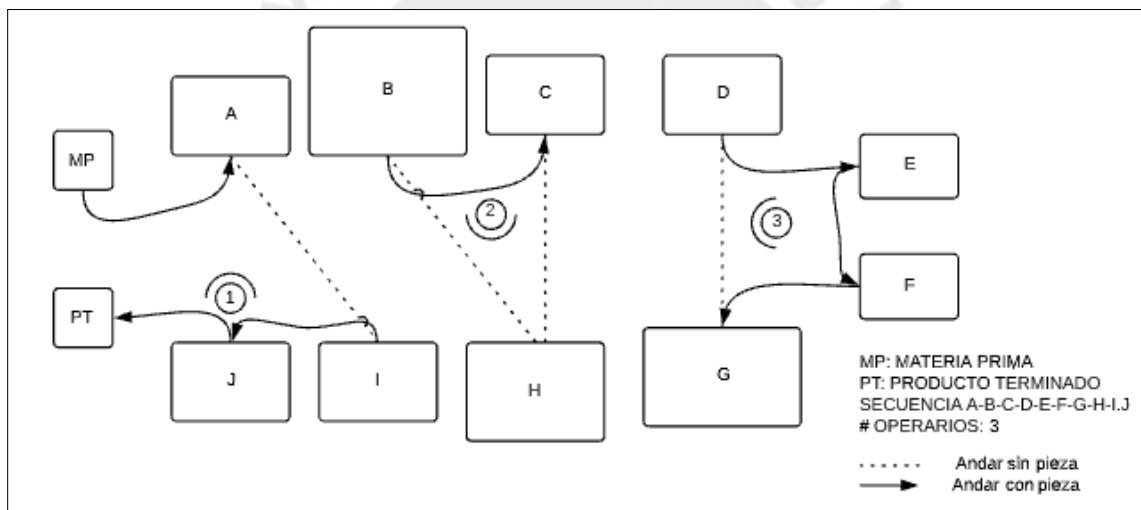 A
B
C
D
MP
E
2
3
F
1
PT
J
I
H
G
MP: MATERIA PRIMA
PT: PRODUCTO TERMINADO
SECUENCIA A-B-C-D-E-F-G-H-I.J
# OPERARIOS: 3
Andar sin pieza
Andar con pieza